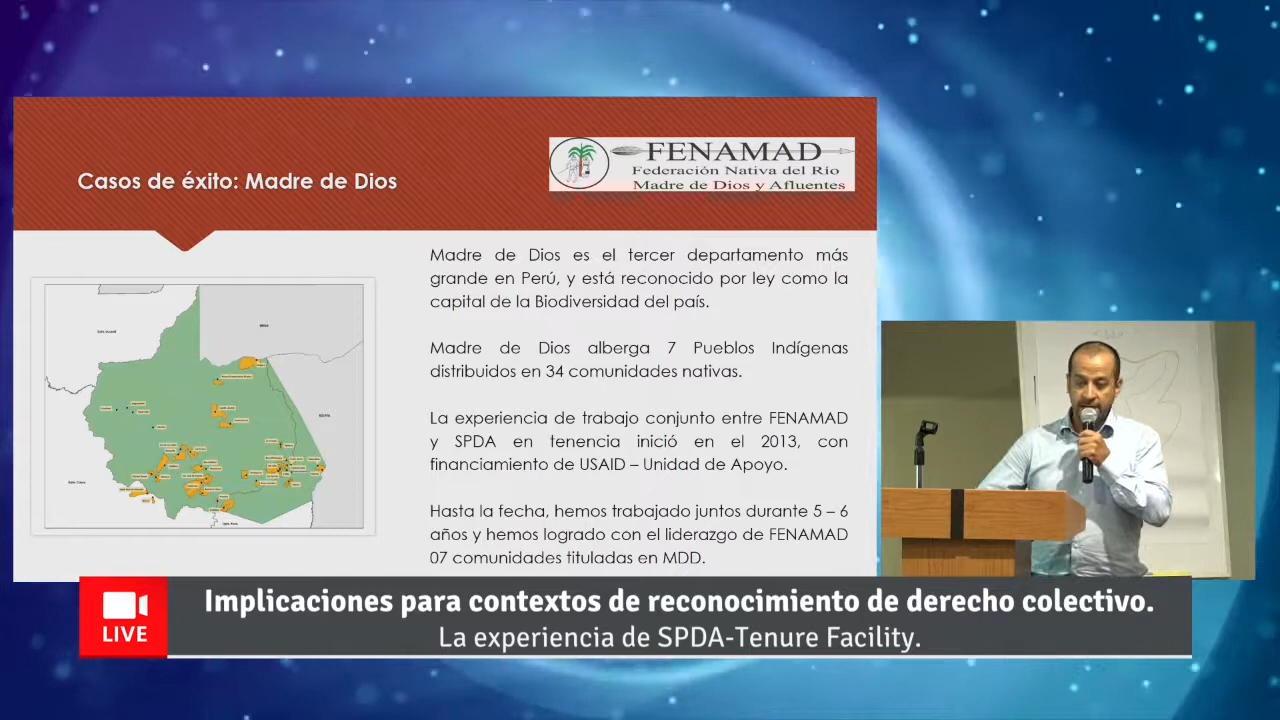 Casos de éxito: Madre de Dios
FENAMAD
Federación Nativa del Río
Madre de Dios y Afluentes
Madre de Dios es el tercer departamento más
grande en Perú, y está reconocido por ley como la
capital de la Biodiversidad del país.
Madre de Dios alberga 7 Pueblos Indígenas
distribuidos en 34 comunidades nativas.
La experiencia de trabajo conjunto entre FENAMAD
y SPDA en tenencia inició en el 2013, con
financiamiento de USAID – Unidad de Apoyo.
Hasta la fecha, hemos trabajado juntos durante 5 – 6
años y hemos logrado con el liderazgo de FENAMAD
07 comunidades tituladas en MDD.
LIVE
Implicaciones para contextos de reconocimiento de derecho colectivo.
La experiencia de SPDA-Tenure Facility.